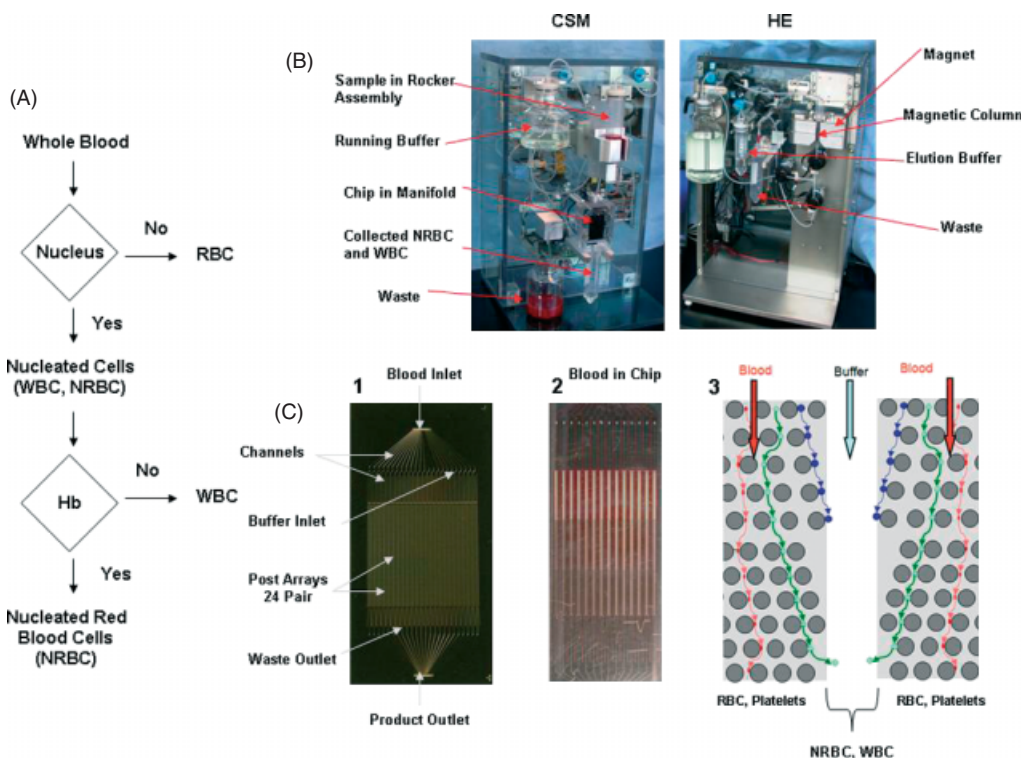 (A)
Whole Blood
Nucleus
No
RBC
Yes
Nucleated Cells
(WBC, NRBC)
Hb
No
WBC
Yes
Nucleated Red
Blood Cells
(NRBC)
(B)
CSM
HE
Sample in Rocker
Assembly
Running Buffer
Chip in Manifold
Collected NRBC
and WBC
Waste
Magnet
Magnetic Column
Elution Buffer
Waste
(C)
1
Blood Inlet
Channels
Buffer Inlet
Post Arrays
24 Pair
Waste Outlet
Product Outlet
2
Blood in Chip
3
Blood
Buffer
Blood
RBC, Platelets
RBC, Platelets
NRBC, WBC